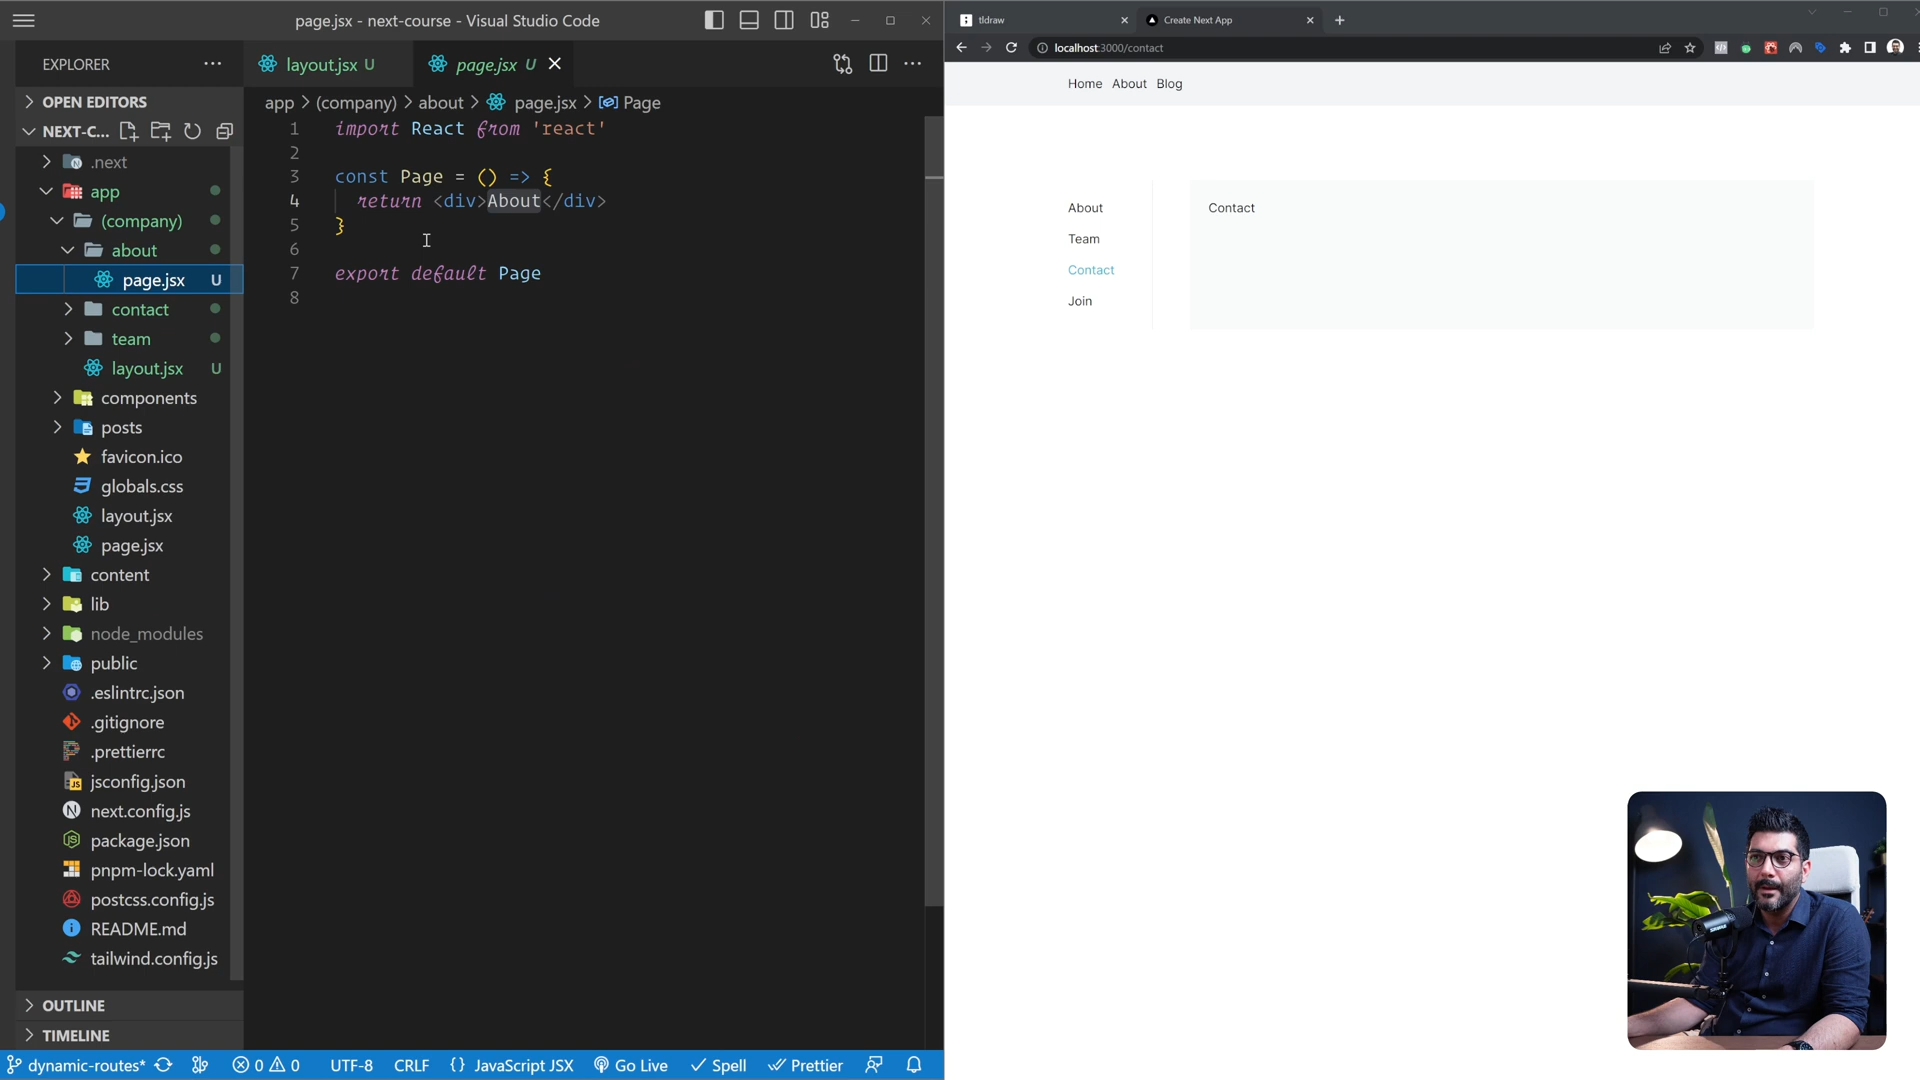 page.jsx - next-course - Visual Studio Code
EXPLORER
OPEN EDITORS
NEXT-C...
.next
app
(company)
about
page.jsx U
contact
team
layout.jsx U
components
posts
favicon.ico
globals.css
layout.jsx
page.jsx
content
lib
node_modules
public
.eslintrc.json
.gitignore
.prettierrc
jsconfig.json
next.config.js
package.json
pnpm-lock.yaml
postcss.config.js
README.md
tailwind.config.js
OUTLINE
TIMELINE
layout.jsx U
page.jsx U
app > (company) > about > page.jsx > Page
1 import React from 'react'
2
3 const Page = () => {
4 return <div>About</div>
5 }
6
7 export default Page
8
dynamic-routes* 0 0 UTF-8 CRLF {} JavaScript JSX Go Live Spell Prettier
tldraw
Create Next App
localhost:3000/contact
Home About Blog
About
Team
Contact
Join
Contact